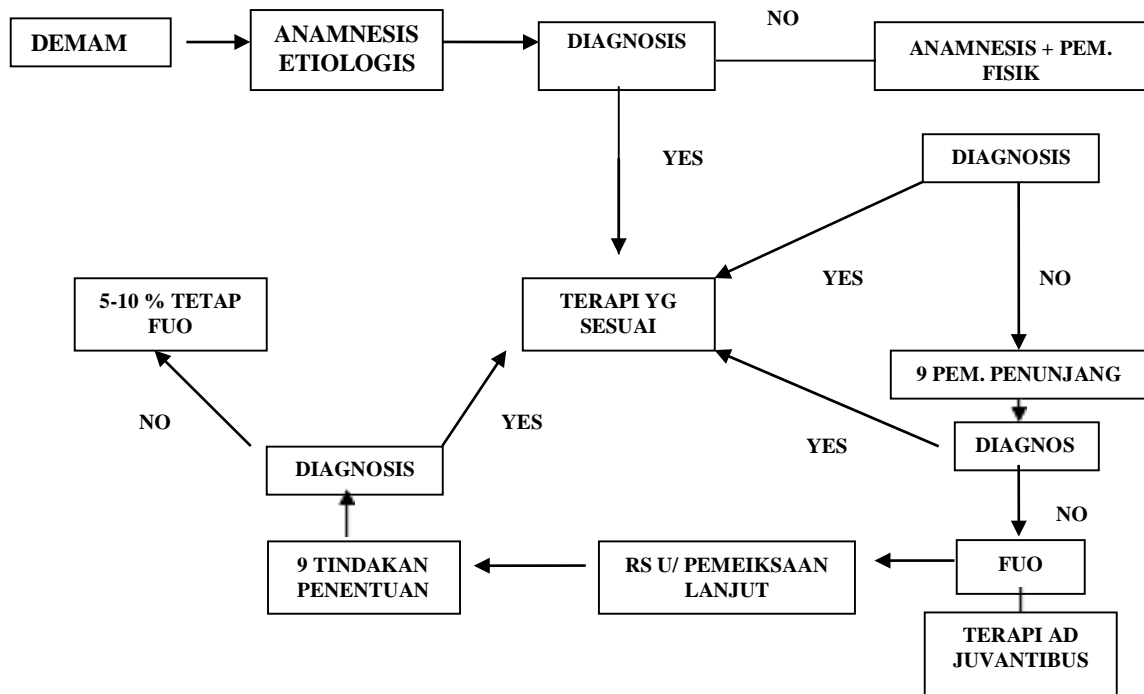 DEMAM
ANAMNESIS
ETIOLOGIS
DIAGNOSIS
NO
ANAMNESIS + PEM.
FISIK
YES
DIAGNOSIS
YES
NO
5-10 % TETAP
FUO
TERAPI YG
SESUAI
9 PEM. PENUNJANG
NO
YES
YES
DIAGNOS
DIAGNOSIS
NO
9 TINDAKAN
PENENTUAN
RS U/ PEMEIKSAAN
LANJUT
FUO
TERAPI AD
JUVANTIBUS